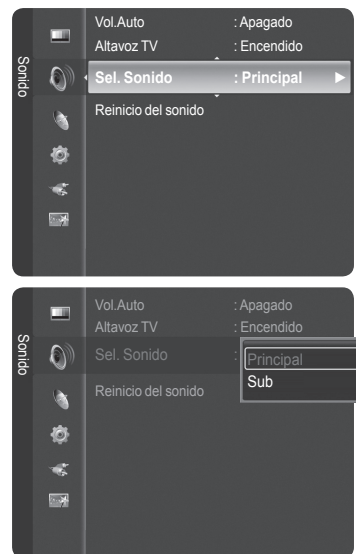 Sonido
Vol.Auto : Apagado
Altavoz TV : Encendido
Sel. Sonido : Principal
Reinicio del sonido
Sonido
Vol.Auto : Apagado
Altavoz TV : Encendido
Sel. Sonido : Principal
Sub
Reinicio del sonido